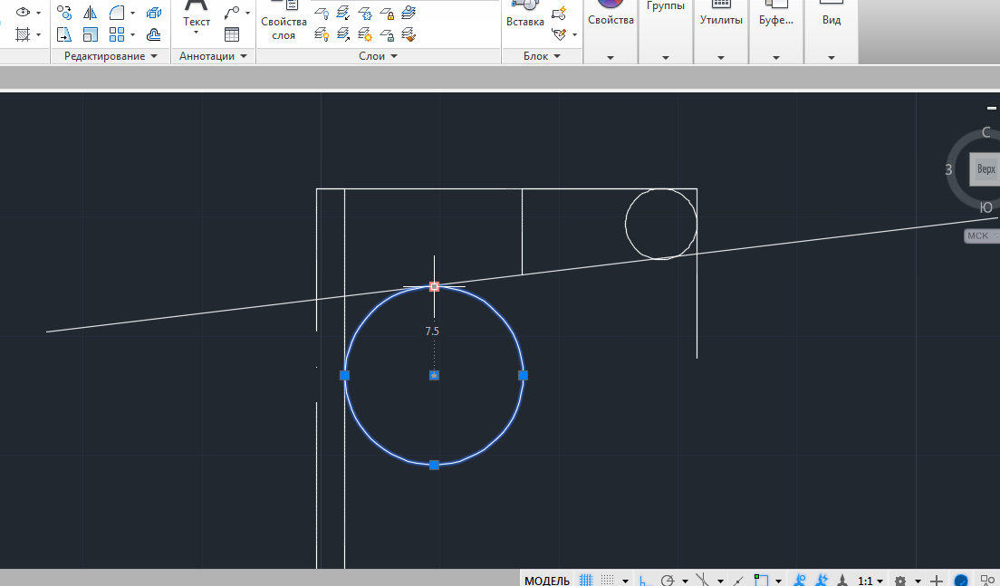 Текст
Свойства
слоя
Вставка
Свойства
Группы
Утилиты
Буфе...
Вид
Редактирование
Аннотации
Слои
Блок
С
З
Верх
Ю
МСК
7.5
МОДЕЛЬ
1:1